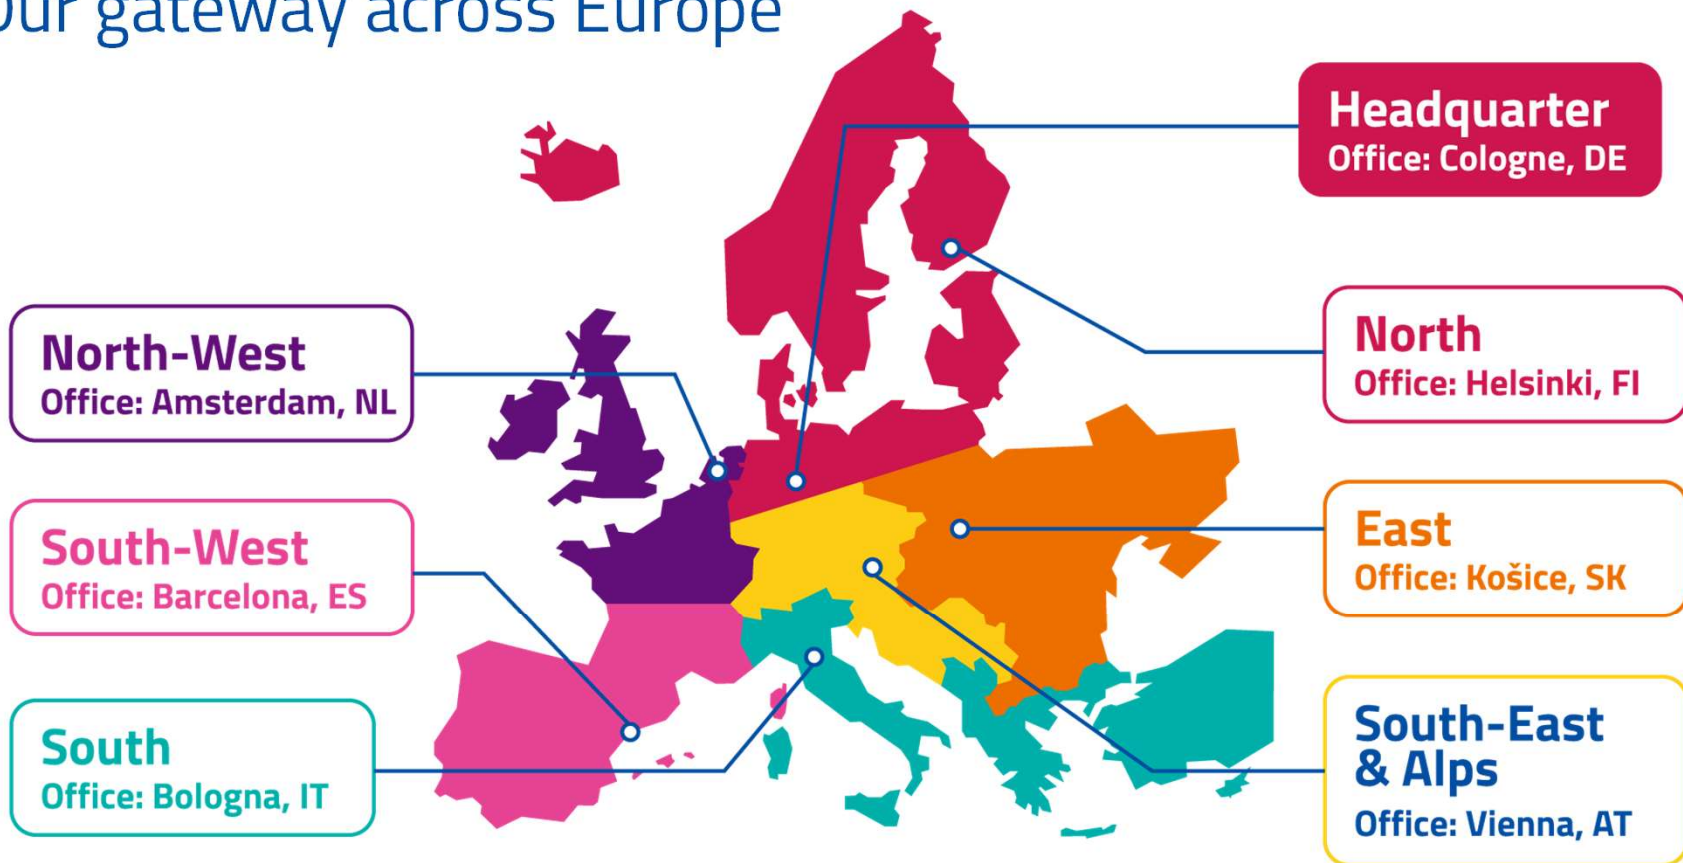 our gateway across Europe
Headquarter
Office: Cologne, DE
North
Office: Helsinki, FI
North-West
Office: Amsterdam, NL
South-West
Office: Barcelona, ES
East
Office: Košice, SK
South
Office: Bologna, IT
South-East
& Alps
Office: Vienna, AT